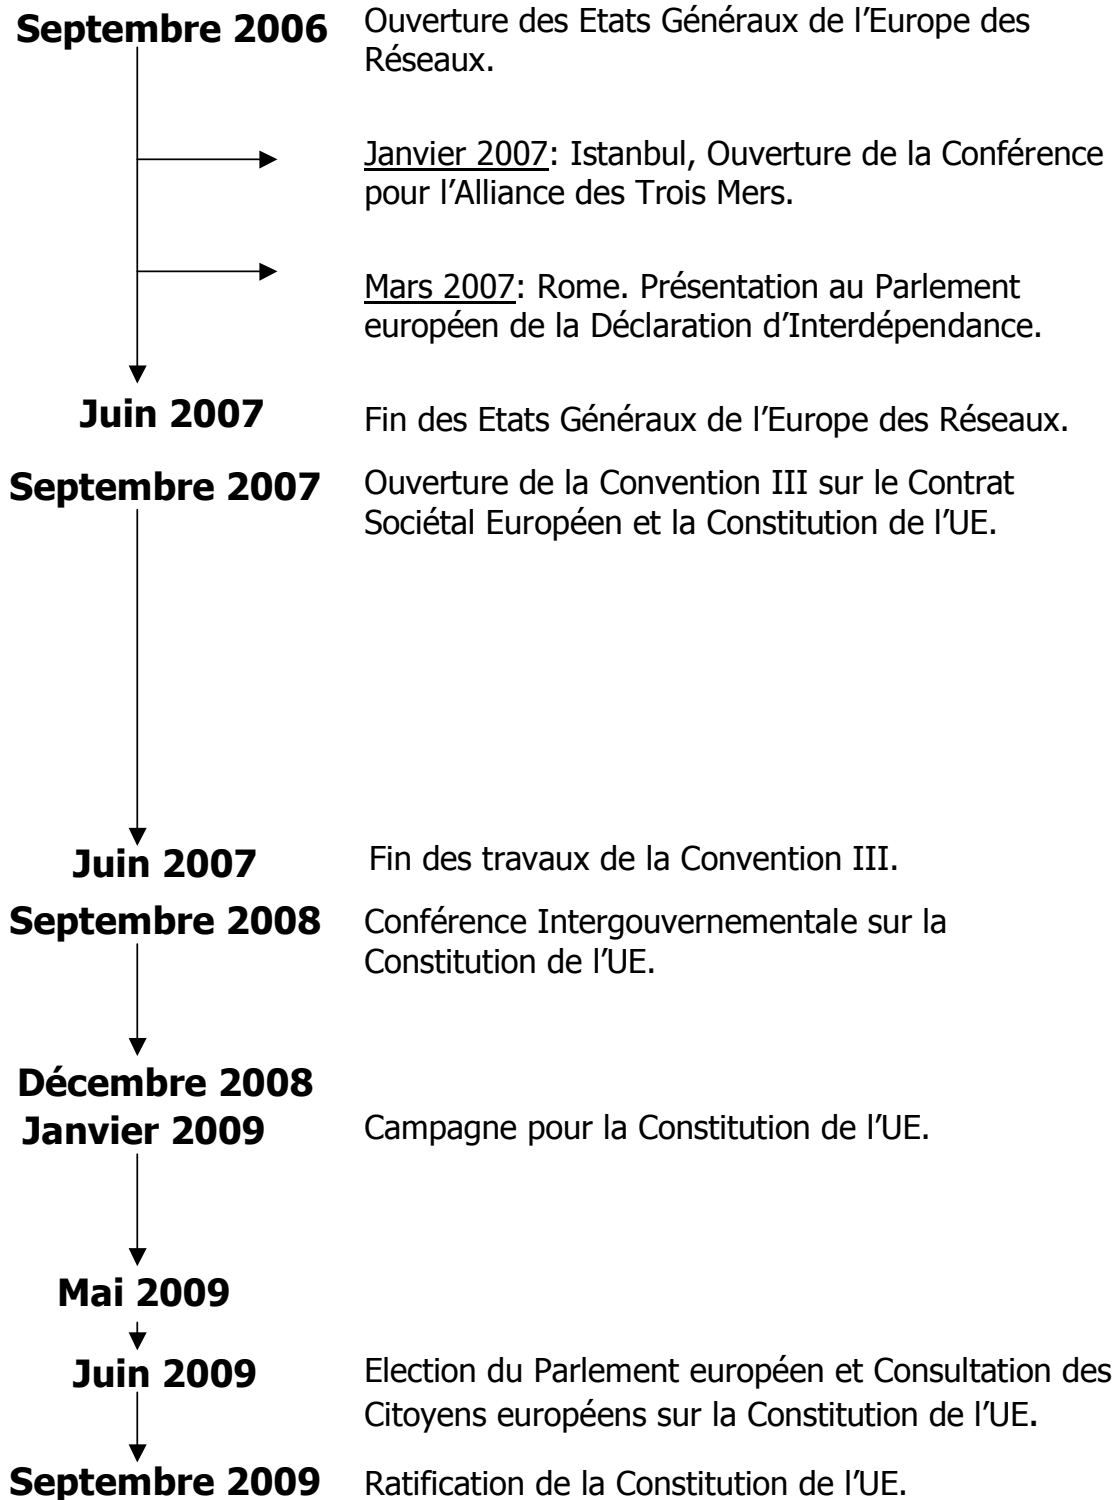 Septembre 2006
Ouverture des Etats Généraux de l’Europe des
Réseaux.
Janvier 2007: Istanbul, Ouverture de la Conférence
pour l’Alliance des Trois Mers.
Mars 2007: Rome. Présentation au Parlement
européen de la Déclaration d’Interdépendance.
Juin 2007
Fin des Etats Généraux de l’Europe des Réseaux.
Septembre 2007
Ouverture de la Convention III sur le Contrat
Sociétal Européen et la Constitution de l’UE.
Juin 2007
Fin des travaux de la Convention III.
Septembre 2008
Conférence Intergouvernementale sur la
Constitution de l’UE.
Décembre 2008
Janvier 2009
Campagne pour la Constitution de l’UE.
Mai 2009
Juin 2009
Election du Parlement européen et Consultation des
Citoyens européens sur la Constitution de l’UE.
Septembre 2009
Ratification de la Constitution de l’UE.